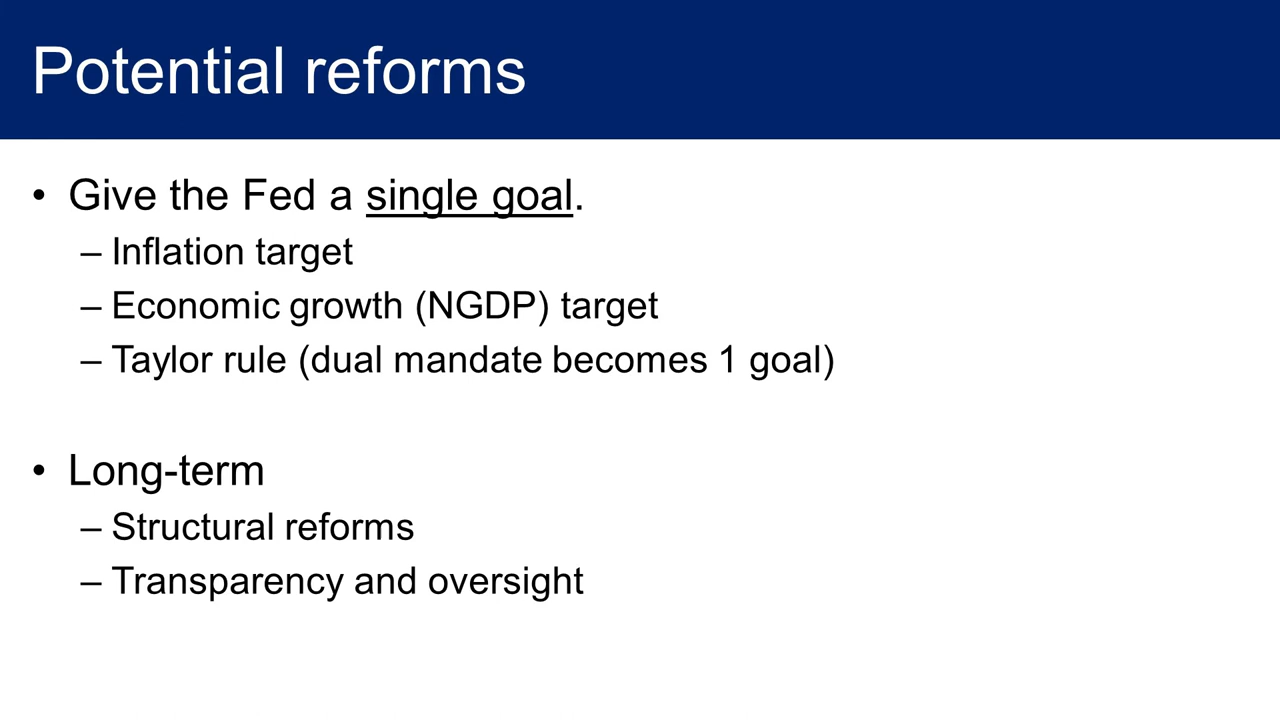 Potential reforms
• Give the Fed a single goal.
– Inflation target
– Economic growth (NGDP) target
– Taylor rule (dual mandate becomes 1 goal)
• Long-term
– Structural reforms
– Transparency and oversight